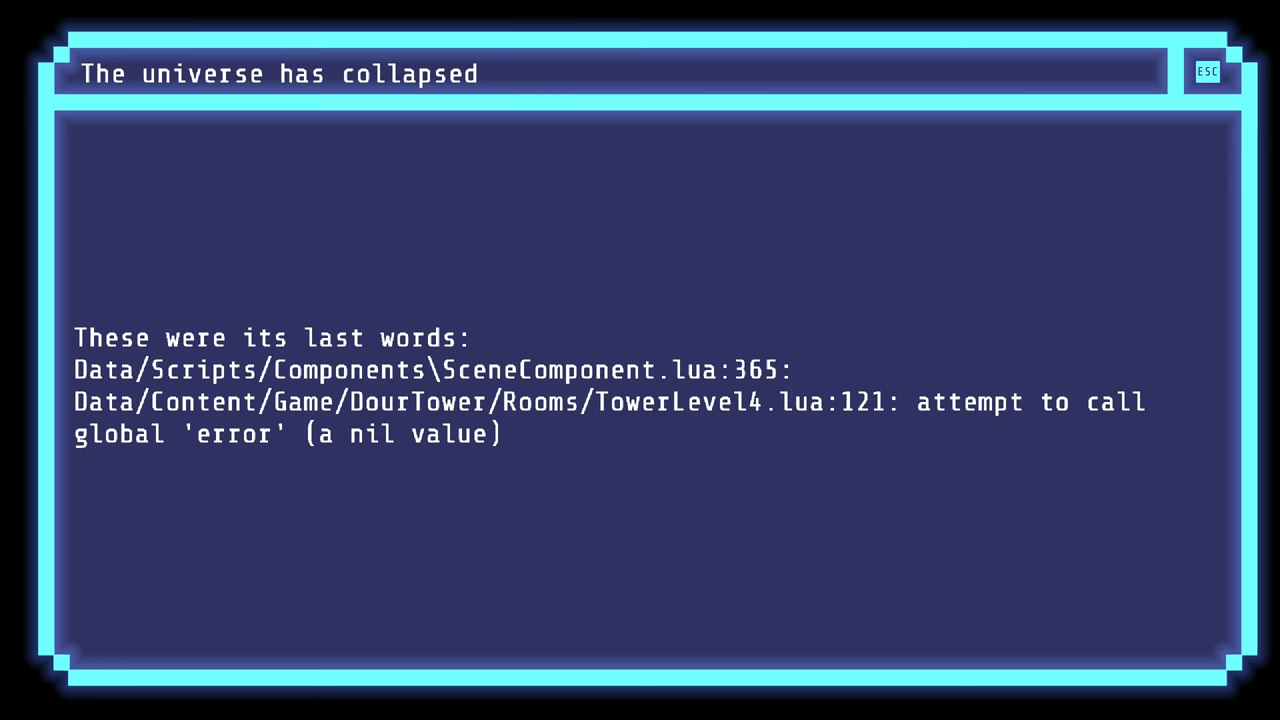 The universe has collapsed
ESC
These were its last words:
Data/Scripts/Components\SceneComponent.lua:365:
Data/Content/Game/DourTower/Rooms/TowerLevel4.lua:121: attempt to call
global 'error' (a nil value)